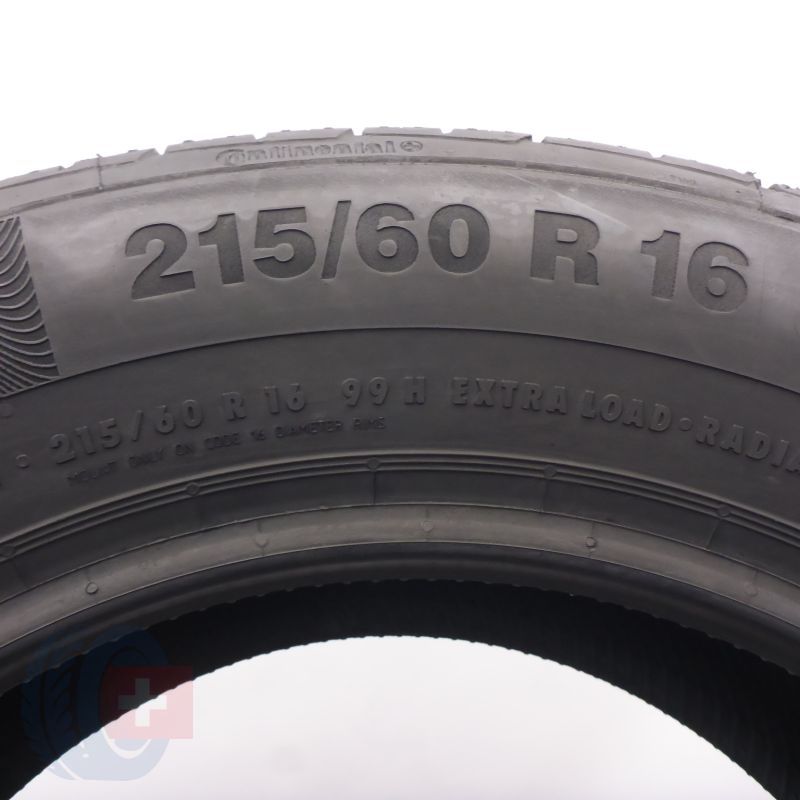 Continental
215/60 R 16
• 215/60 R 16 99 H EXTRA LOAD • RADIA
MOUNT ONLY ON CODE 16 DIAMETER RIMS